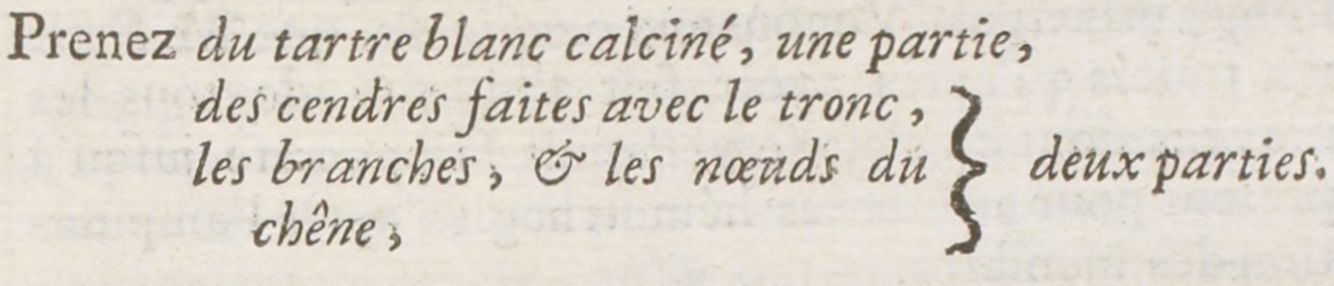 Prenez du tartre blanc calciné, une partie,
des cendres faites avec le tronc,
les branches, & les nœuds du } deux parties.
chêne,